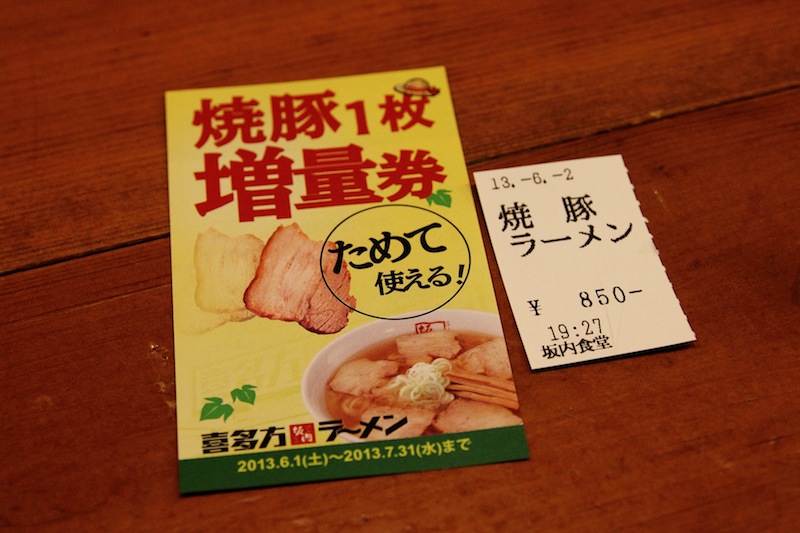 焼豚1枚
増量券
ためて
使える!
坂内
喜多方坂内ラーメン
2013.6.1(土)〜2013.7.31(水)まで
13.-6.-2
焼 豚
ラーメン
¥ 850-
19:27
坂内食堂